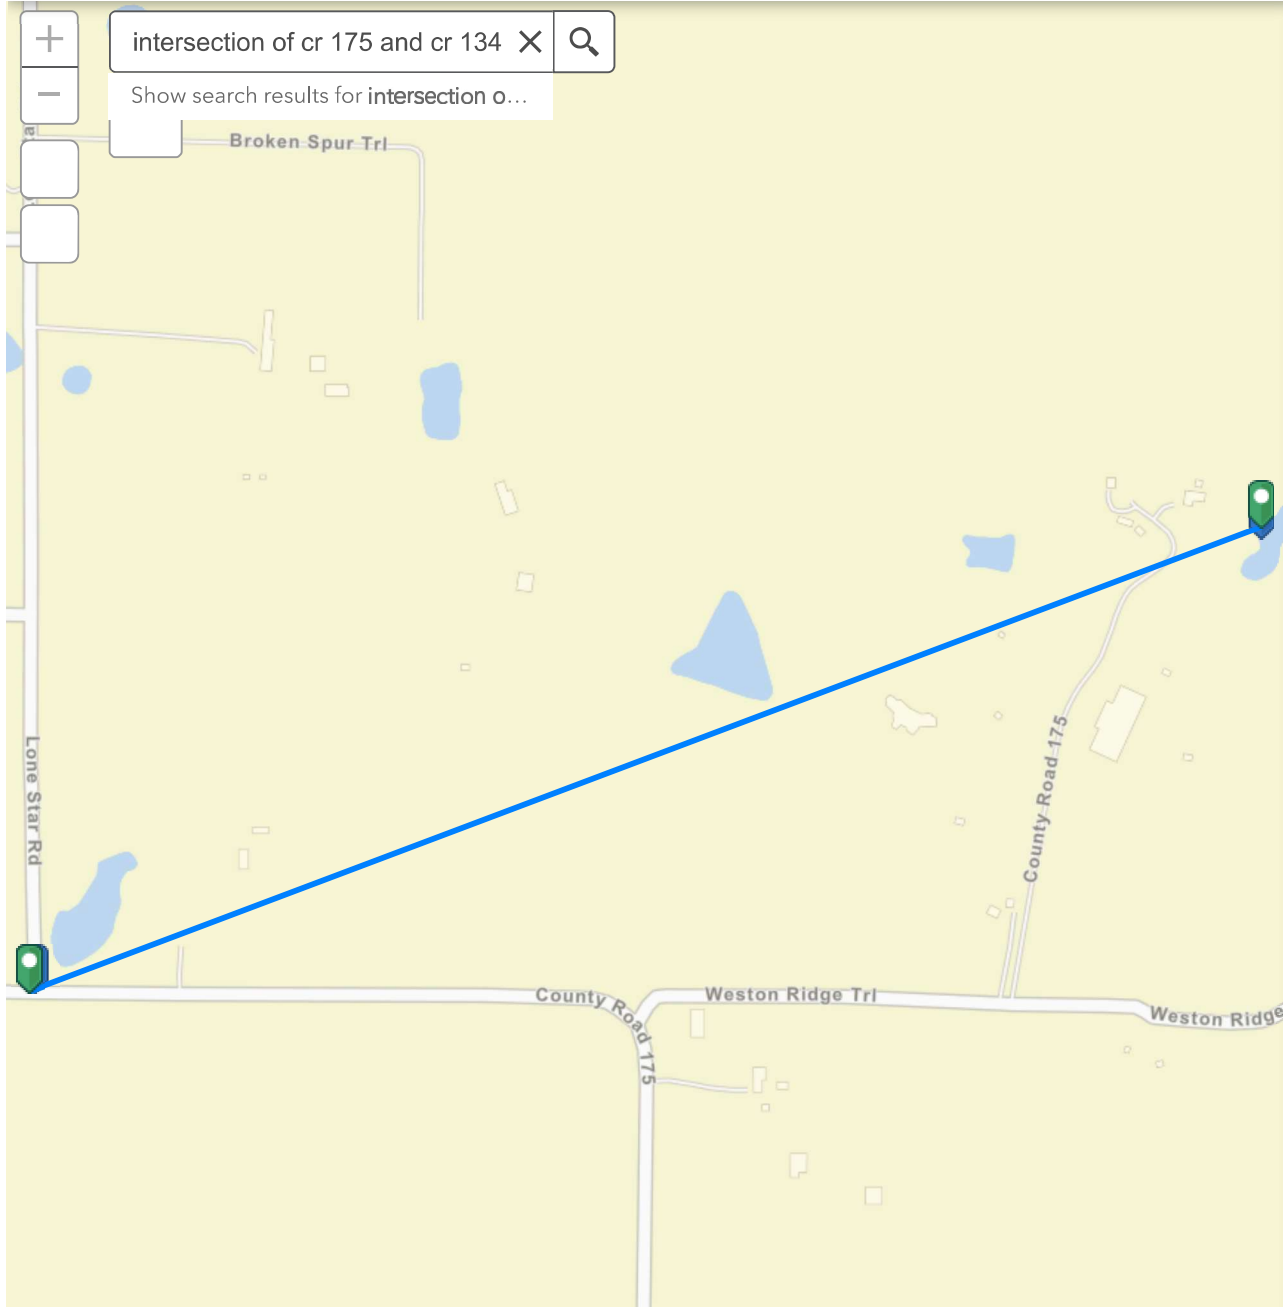 intersection of cr 175 and cr 134
Show search results for intersection o...
Broken Spur Trl
Lone Star Rd
County Road 175
County Road 175
Weston Ridge Trl
Weston Ridge